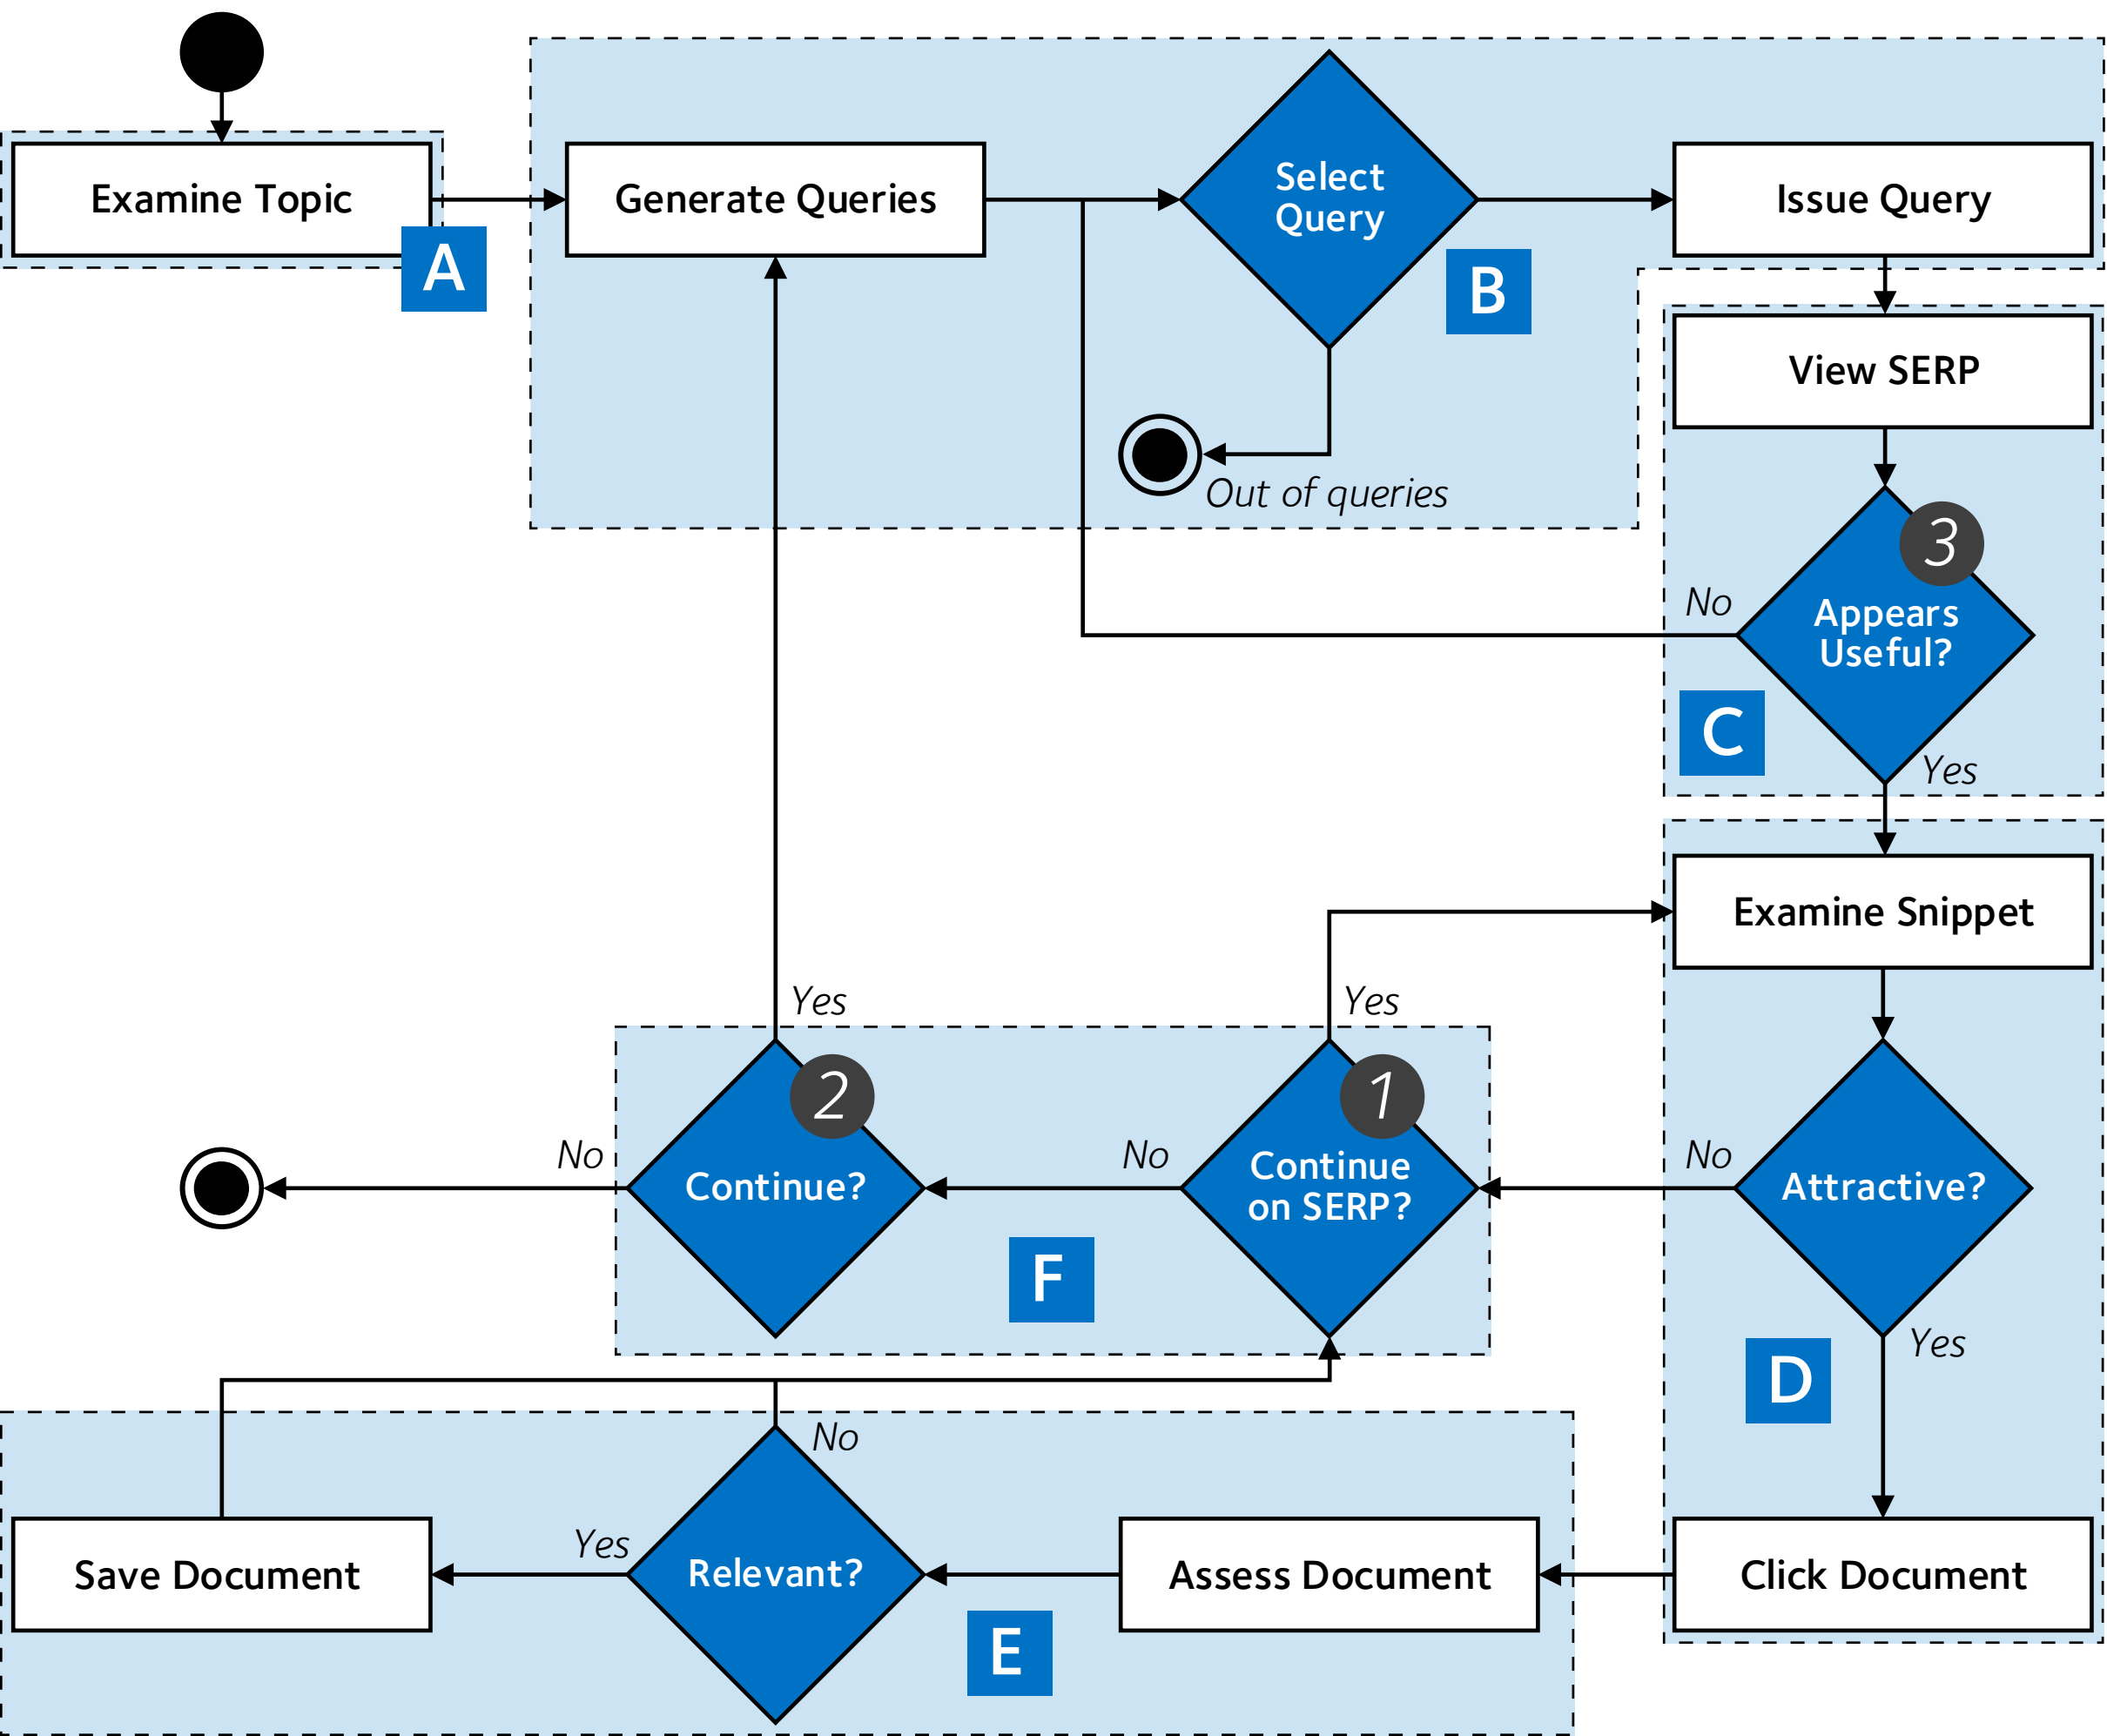 Examine Topic
A
Generate Queries
Select
Query
B
Issue Query
Out of queries
View SERP
3
Appears
Useful?
No
Yes
C
Examine Snippet
Attractive?
No
Yes
D
Click Document
Yes
1
Continue
on SERP?
No
F
Yes
2
Continue?
No
Assess Document
E
Relevant?
No
Yes
Save Document